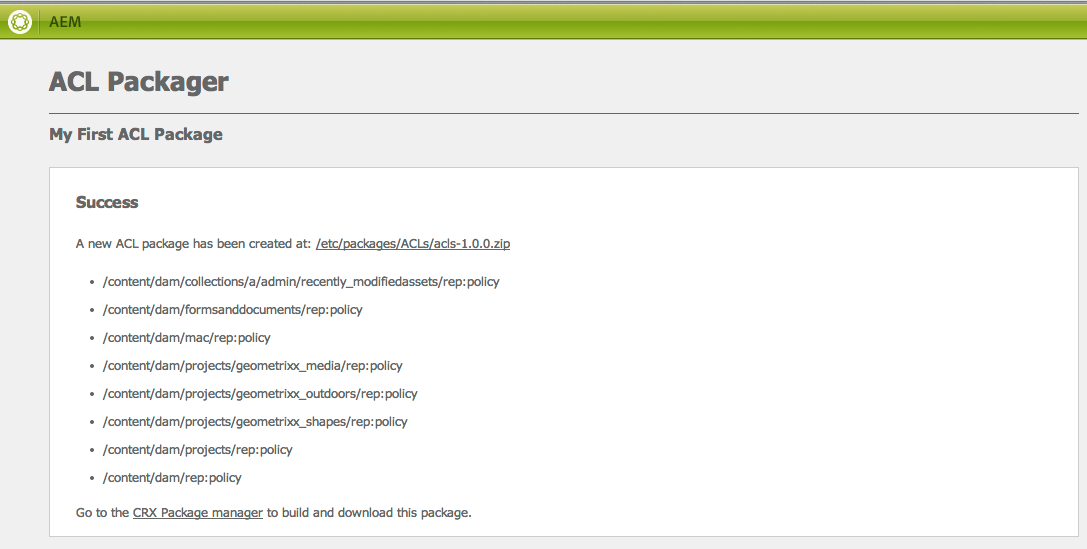 AEM
ACL Packager
My First ACL Package
Success
A new ACL package has been created at: /etc/packages/ACLs/acls-1.0.0.zip
• /content/dam/collections/a/admin/recently_modifiedassets/rep:policy
• /content/dam/formsanddocuments/rep:policy
• /content/dam/mac/rep:policy
• /content/dam/projects/geometrixx_media/rep:policy
• /content/dam/projects/geometrixx_outdoors/rep:policy
• /content/dam/projects/geometrixx_shapes/rep:policy
• /content/dam/projects/rep:policy
• /content/dam/rep:policy
Go to the CRX Package manager to build and download this package.